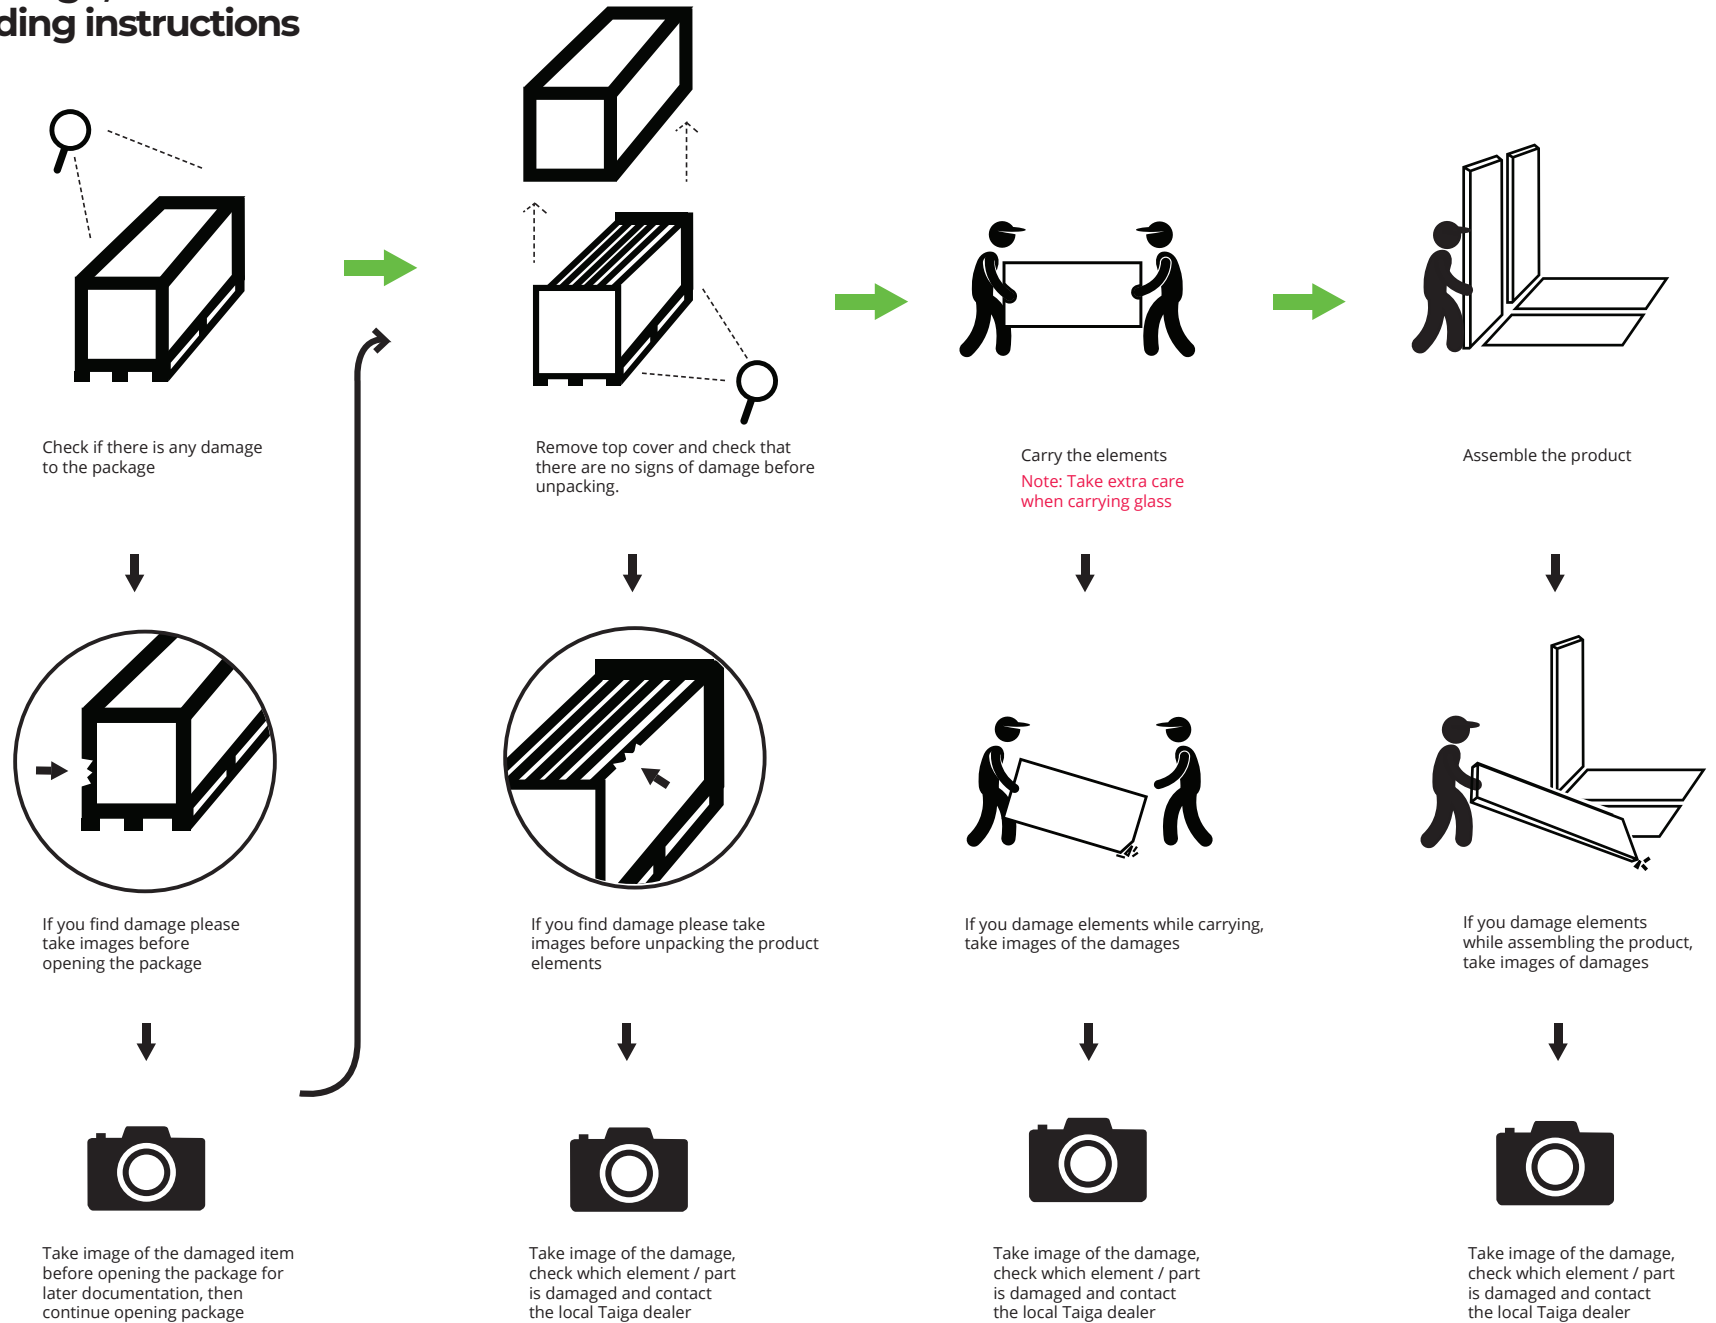 ding instructions
Check if there is any damage
to the package
Remove top cover and check that
there are no signs of damage before
unpacking.
Carry the elements
Note: Take extra care
when carrying glass
Assemble the product
If you find damage please
take images before
opening the package
If you find damage please take
images before unpacking the product
elements
If you damage elements while carrying,
take images of the damages
If you damage elements
while assembling the product,
take images of damages
Take image of the damaged item
before opening the package for
later documentation, then
continue opening package
Take image of the damage,
check which element / part
is damaged and contact
the local Taiga dealer
Take image of the damage,
check which element / part
is damaged and contact
the local Taiga dealer
Take image of the damage,
check which element / part
is damaged and contact
the local Taiga dealer